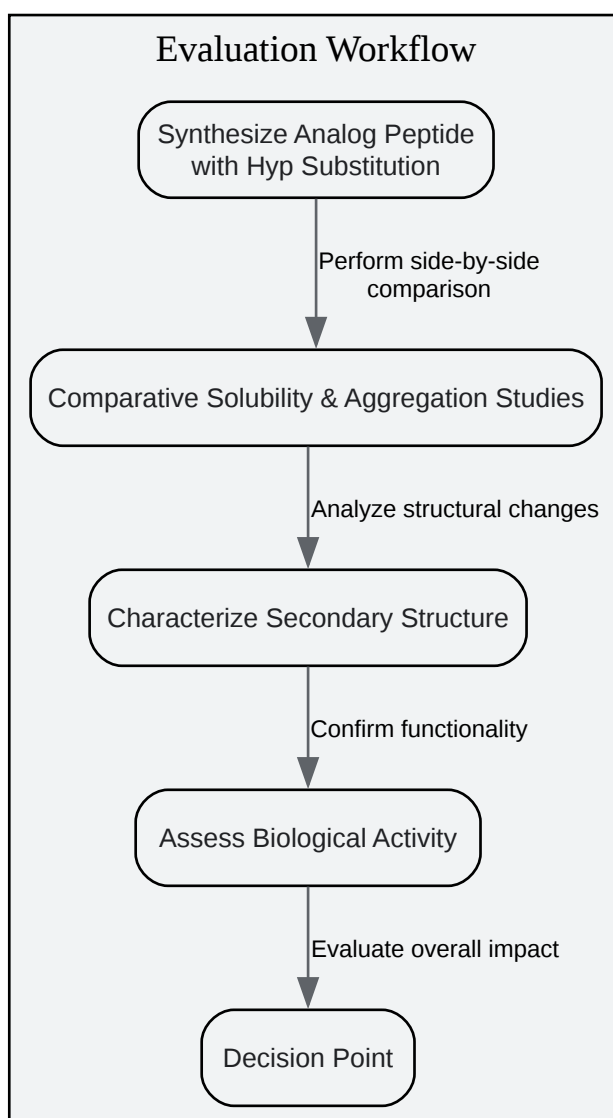 Evaluation Workflow
Synthesize Analog Peptide
with Hyp Substitution
Perform side-by-side
comparison
Comparative Solubility & Aggregation Studies
Analyze structural changes
Characterize Secondary Structure
Confirm functionality
Assess Biological Activity
Evaluate overall impact
Decision Point